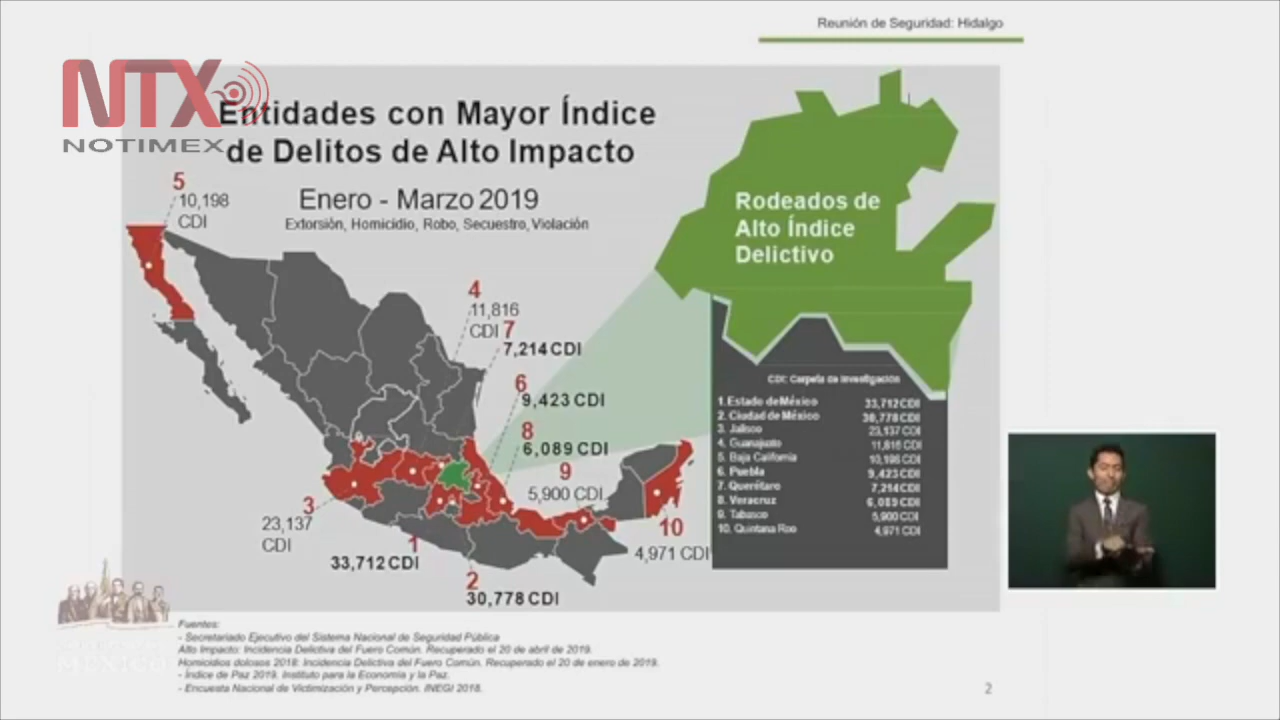 Reunión de Seguridad: Hidalgo
NTX
NOTIMEX
Entidades con Mayor Índice
de Delitos de Alto Impacto
Enero - Marzo 2019
Extorsión, Homicidio, Robo, Secuestro, Violación
5
10,198
CDI
4
11,816
CDI
7
7,214 CDI
6
9,423 CDI
8
6,089 CDI
9
5,900 CDI
10
4,971 CDI
3
23,137
CDI
1
33,712 CDI
2
30,778 CDI
Rodeados de
Alto Índice
Delictivo
CDI: Carpeta de Investigación
1. Estado de México 33,712 CDI
2. Ciudad de México 30,778 CDI
3. Jalisco 23,137 CDI
4. Guanajuato 11,816 CDI
5. Baja California 10,198 CDI
6. Puebla 9,423 CDI
7. Querétaro 7,214 CDI
8. Veracruz 6,089 CDI
9. Tabasco 5,900 CDI
10. Quintana Roo 4,971 CDI
Fuentes:
- Secretariado Ejecutivo del Sistema Nacional de Seguridad Pública
Alto Impacto: Incidencia Delictiva del Fuero Común. Recuperado el 20 de abril de 2019.
Homicidios dolosos 2018: Incidencia Delictiva del Fuero Común. Recuperado el 20 de enero de 2019.
- Índice de Paz 2019. Instituto para la Economía y la Paz.
- Encuesta Nacional de Victimización y Percepción. INEGI 2018.
2